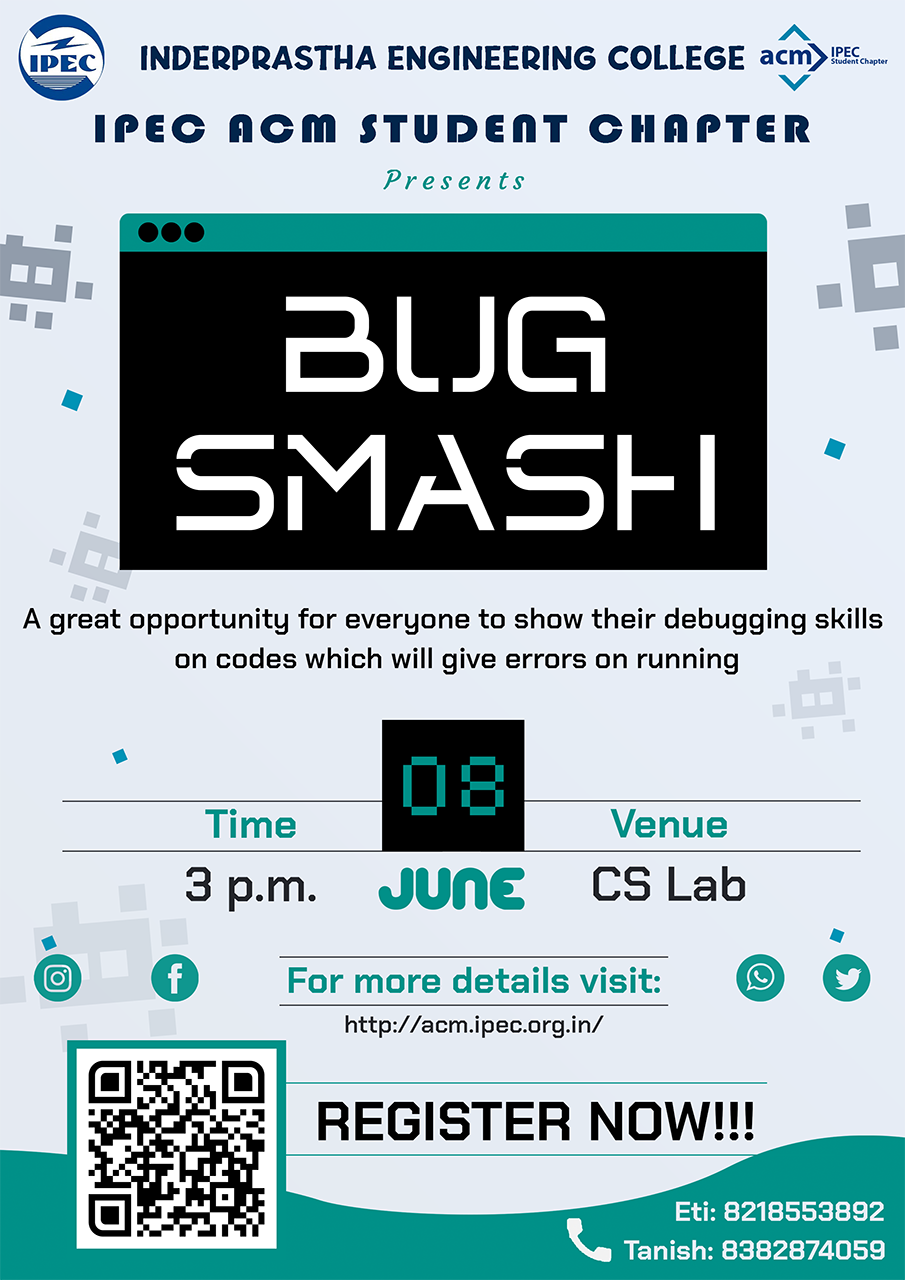 IPEC
INDERPRASTHA ENGINEERING COLLEGE
acm IPEC
Student Chapter
IPEC ACM STUDENT CHAPTER
Presents
BUG
SMASH
A great opportunity for everyone to show their debugging skills
on codes which will give errors on running
08
Time
Venue
3 p.m.
JUNE
CS Lab
For more details visit:
http://acm.ipec.org.in/
REGISTER NOW!!!
Eti: 8218553892
Tanish: 8382874059